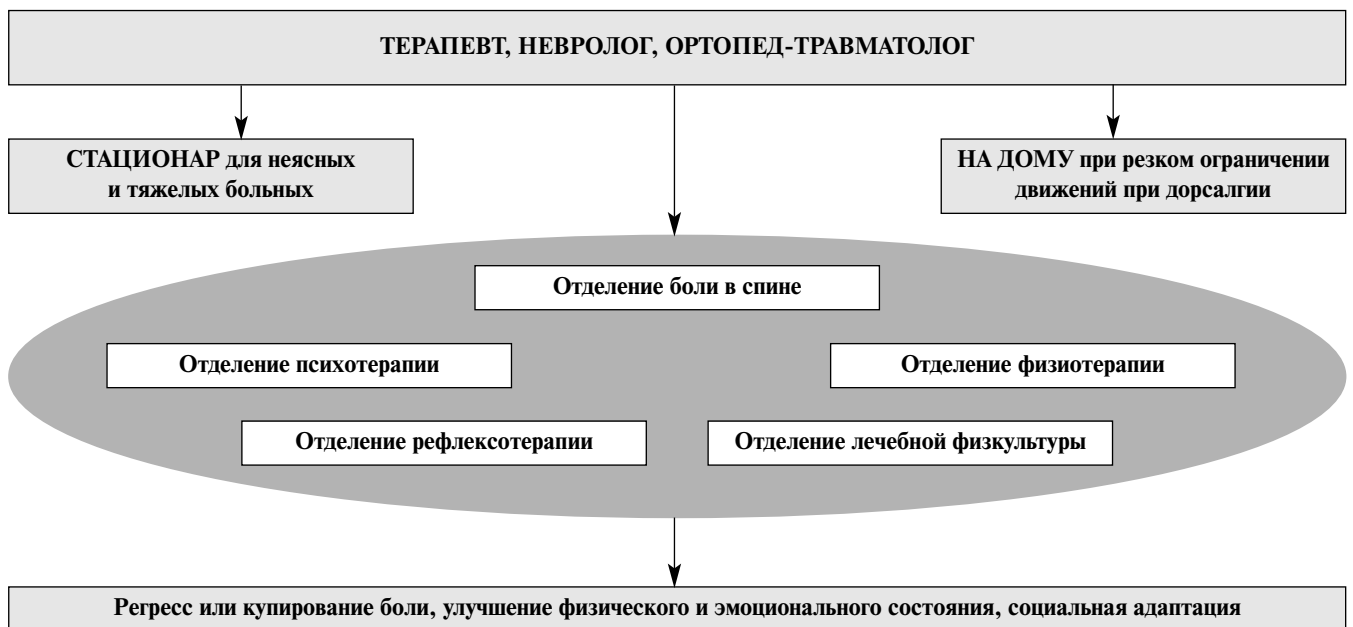 ТЕРАПЕВТ, НЕВРОЛОГ, ОРТОПЕД-ТРАВМАТОЛОГ
СТАЦИОНАР для неясных
и тяжелых больных
НА ДОМУ при резком ограничении
движений при дорсалгии
Отделение боли в спине
Отделение психотерапии
Отделение физиотерапии
Отделение рефлексотерапии
Отделение лечебной физкультуры
Регресс или купирование боли, улучшение физического и эмоционального состояния, социальная адаптация